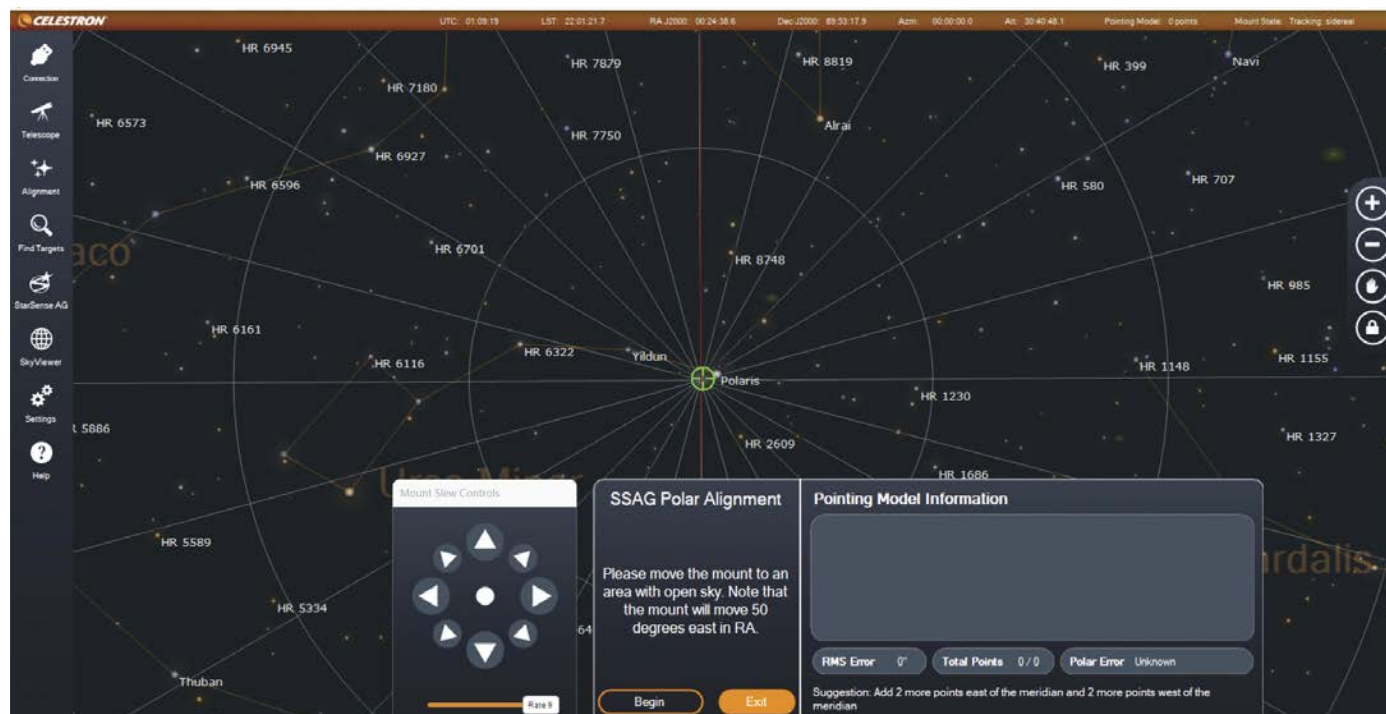 CELESTRON
UTC: 01:09:19 LST: 22:01:21.7 RA J2000: 00:24:38.6 Dec J2000: 89:53:17.9 Azm: 00:00:00.0 Alt: 30:40:48.1 Pointing Model: 0 points Mount State: Tracking: sidereal
Connection
Telescope
Alignment
Find Targets
StarSense AG
SkyViewer
Settings
Help
HR 6945
HR 7879
HR 8819
HR 399
Navi
HR 7180
HR 6573
HR 7750
Alrai
HR 6927
HR 6596
HR 580
HR 707
HR 6701
aco
HR 8748
HR 985
HR 6161
HR 6116
HR 6322
Yildun
Polaris
HR 1148
HR 1155
HR 1230
5886
HR 2609
HR 1327
HR 1686
HR 5589
ardalis
HR 5334
64
Thuban
Mount Slew Controls
Rate 9
SSAG Polar Alignment
Please move the mount to an
area with open sky. Note that
the mount will move 50
degrees east in RA.
Begin
Exit
Pointing Model Information
RMS Error 0"
Total Points 0 / 0
Polar Error Unknown
Suggestion: Add 2 more points east of the meridian and 2 more points west of the
meridian